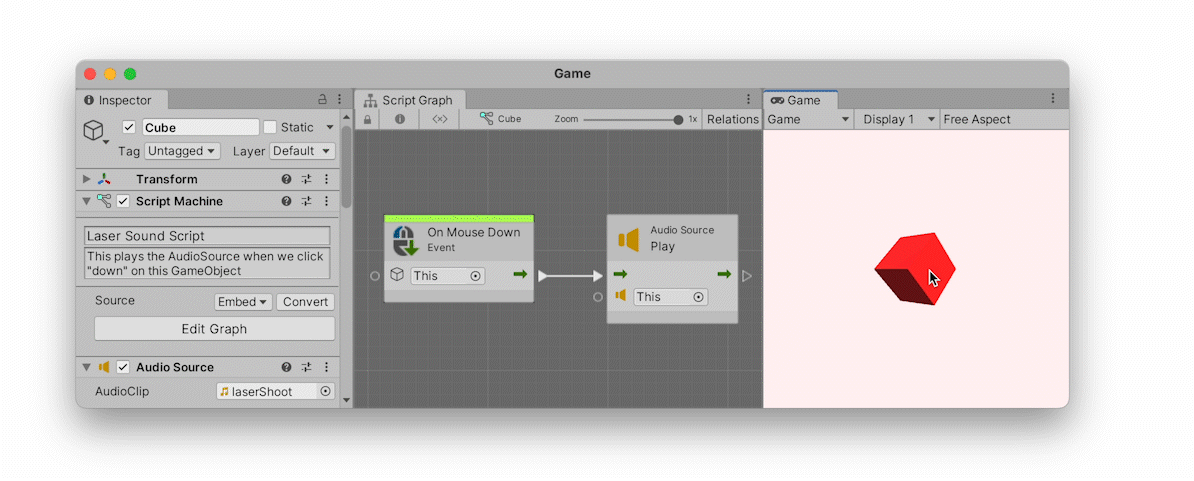 Game
Inspector
Cube
Static
Tag Untagged Layer Default
Transform
Script Machine
Laser Sound Script
This plays the AudioSource when we click
"down" on this GameObject
Source Embed Convert
Edit Graph
Audio Source
AudioClip laserShoot
Script Graph
Cube Zoom 1x Relations
On Mouse Down
Event
This
Audio Source
Play
This
Game
Game Display 1 Free Aspect